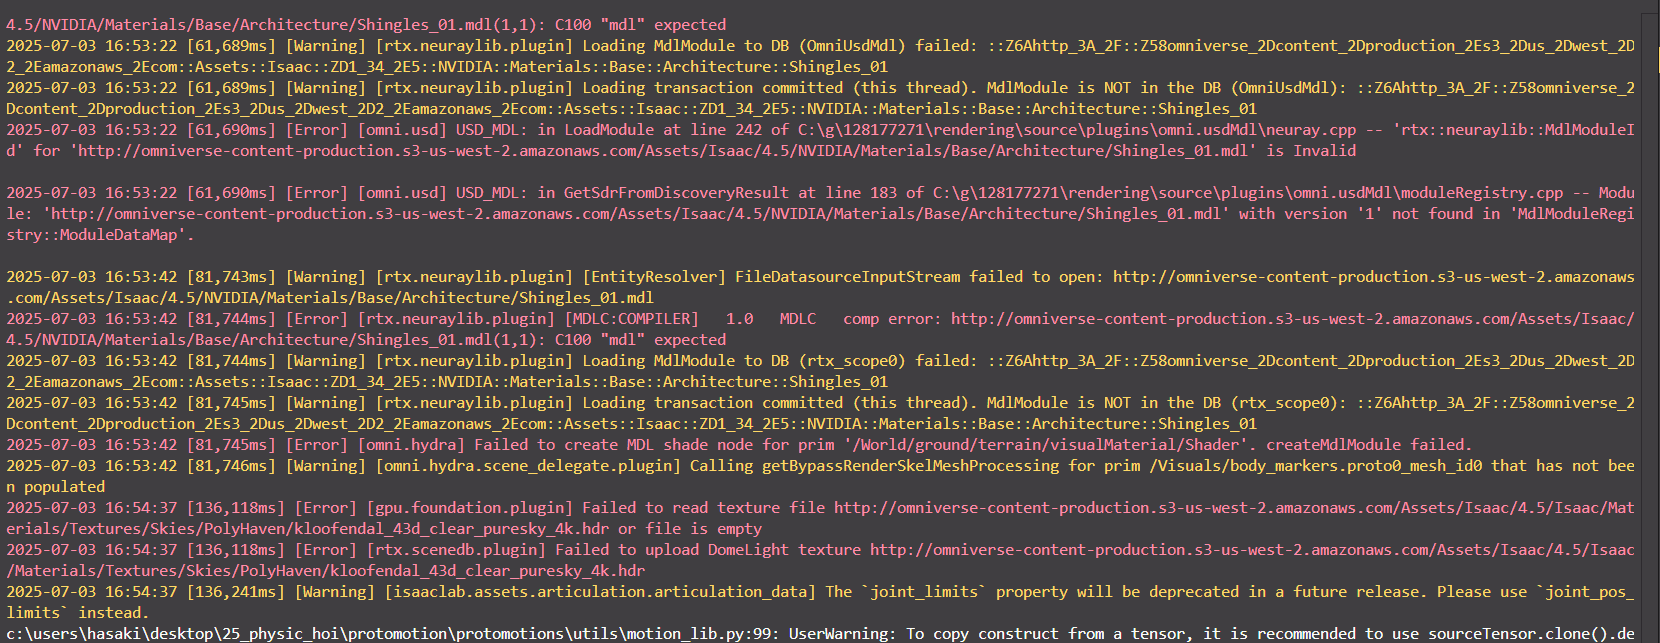 4.5/NVIDIA/Materials/Base/Architecture/Shingles_01.mdl(1,1): C100 "mdl" expected
2025-07-03 16:53:22 [61,689ms] [Warning] [rtx.neuraylib.plugin] Loading MdlModule to DB (OmniUsdMdl) failed: ::Z6Ahttp_3A_2F::Z58omniverse_2Dcontent_2Dproduction_2Es3_2Dus_2Dwest_2D
2_2Eamazonaws_2Ecom::Assets::Isaac::ZD1_34_2E5::NVIDIA::Materials::Base::Architecture::Shingles_01
2025-07-03 16:53:22 [61,689ms] [Warning] [rtx.neuraylib.plugin] Loading transaction committed (this thread). MdlModule is NOT in the DB (OmniUsdMdl): ::Z6Ahttp_3A_2F::Z58omniverse_2
Dcontent_2Dproduction_2Es3_2Dus_2Dwest_2D2_2Eamazonaws_2Ecom::Assets::Isaac::ZD1_34_2E5::NVIDIA::Materials::Base::Architecture::Shingles_01
2025-07-03 16:53:22 [61,690ms] [Error] [omni.usd] USD_MDL: in LoadModule at line 242 of C:\g\128177271\rendering\source\plugins\omni.usdMdl\neuray.cpp -- 'rtx::neuraylib::MdlModuleI
d' for 'http://omniverse-content-production.s3-us-west-2.amazonaws.com/Assets/Isaac/4.5/NVIDIA/Materials/Base/Architecture/Shingles_01.mdl' is Invalid
2025-07-03 16:53:22 [61,690ms] [Error] [omni.usd] USD_MDL: in GetSdrFromDiscoveryResult at line 183 of C:\g\128177271\rendering\source\plugins\omni.usdMdl\moduleRegistry.cpp -- Modu
le: 'http://omniverse-content-production.s3-us-west-2.amazonaws.com/Assets/Isaac/4.5/NVIDIA/Materials/Base/Architecture/Shingles_01.mdl' with version '1' not found in 'MdlModuleRegi
stry::ModuleDataMap'.
2025-07-03 16:53:42 [81,743ms] [Warning] [rtx.neuraylib.plugin] [EntityResolver] FileDatasourceInputStream failed to open: http://omniverse-content-production.s3-us-west-2.amazonaws
.com/Assets/Isaac/4.5/NVIDIA/Materials/Base/Architecture/Shingles_01.mdl
2025-07-03 16:53:42 [81,744ms] [Error] [rtx.neuraylib.plugin] [MDLC:COMPILER]   1.0   MDLC   comp error: http://omniverse-content-production.s3-us-west-2.amazonaws.com/Assets/Isaac/
4.5/NVIDIA/Materials/Base/Architecture/Shingles_01.mdl(1,1): C100 "mdl" expected
2025-07-03 16:53:42 [81,744ms] [Warning] [rtx.neuraylib.plugin] Loading MdlModule to DB (rtx_scope0) failed: ::Z6Ahttp_3A_2F::Z58omniverse_2Dcontent_2Dproduction_2Es3_2Dus_2Dwest_2D
2_2Eamazonaws_2Ecom::Assets::Isaac::ZD1_34_2E5::NVIDIA::Materials::Base::Architecture::Shingles_01
2025-07-03 16:53:42 [81,745ms] [Warning] [rtx.neuraylib.plugin] Loading transaction committed (this thread). MdlModule is NOT in the DB (rtx_scope0): ::Z6Ahttp_3A_2F::Z58omniverse_2
Dcontent_2Dproduction_2Es3_2Dus_2Dwest_2D2_2Eamazonaws_2Ecom::Assets::Isaac::ZD1_34_2E5::NVIDIA::Materials::Base::Architecture::Shingles_01
2025-07-03 16:53:42 [81,745ms] [Error] [omni.hydra] Failed to create MDL shade node for prim '/World/ground/terrain/visualMaterial/Shader'. createMdlModule failed.
2025-07-03 16:53:42 [81,746ms] [Warning] [omni.hydra.scene_delegate.plugin] Calling getBypassRenderSkelMeshProcessing for prim /Visuals/body_markers.proto0_mesh_id0 that has not bee
n populated
2025-07-03 16:54:37 [136,118ms] [Error] [gpu.foundation.plugin] Failed to read texture file http://omniverse-content-production.s3-us-west-2.amazonaws.com/Assets/Isaac/4.5/Isaac/Mat
erials/Textures/Skies/PolyHaven/kloofendal_43d_clear_puresky_4k.hdr or file is empty
2025-07-03 16:54:37 [136,118ms] [Error] [rtx.scenedb.plugin] Failed to upload DomeLight texture http://omniverse-content-production.s3-us-west-2.amazonaws.com/Assets/Isaac/4.5/Isaac
/Materials/Textures/Skies/PolyHaven/kloofendal_43d_clear_puresky_4k.hdr
2025-07-03 16:54:37 [136,241ms] [Warning] [isaaclab.assets.articulation.articulation_data] The `joint_limits` property will be deprecated in a future release. Please use `joint_pos_
limits` instead.
c:\users\hasaki\desktop\25_physic_hoi\protomotion\protomotions\utils\motion_lib.py:99: UserWarning: To copy construct from a tensor, it is recommended to use sourceTensor.clone().de